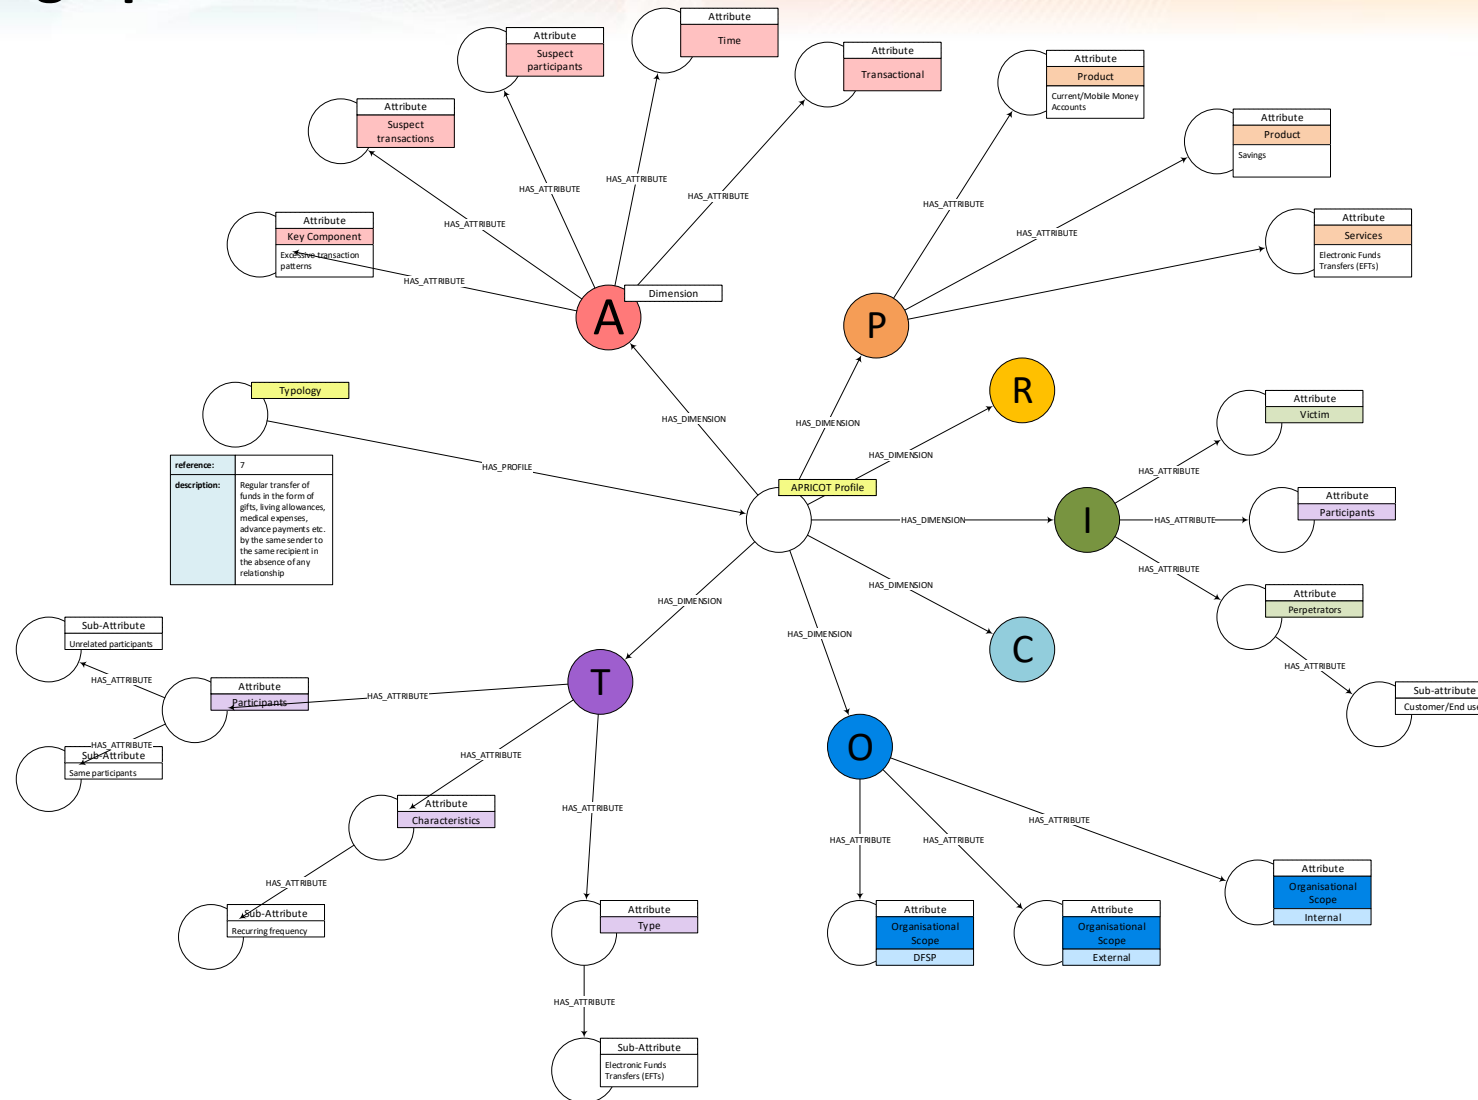 Attribute
Time
Attribute
Suspect
participants
Attribute
Transactional
Attribute
Product
Current/Mobile Money
Accounts
Attribute
Suspect
transactions
Attribute
Product
Savings
HAS_ATTRIBUTE
HAS_ATTRIBUTE
HAS_ATTRIBUTE
HAS_ATTRIBUTE
HAS_ATTRIBUTE
HAS_ATTRIBUTE
Attribute
Key Component
Excessive transaction
patterns
Attribute
Services
Electronic Funds
Transfers (EFTs)
HAS_ATTRIBUTE
Dimension
A
P
R
Typology
HAS_DIMENSION
HAS_DIMENSION
HAS_DIMENSION
HAS_PROFILE
Attribute
Victim
HAS_ATTRIBUTE
reference: 7
description: Regular transfer of
funds in the form of
gifts, living allowances,
medical expenses,
advance payments etc.
by the same sender to
the same recipient in
the absence of any
relationship
APRICOT Profile
HAS_DIMENSION
I
HAS_ATTRIBUTE
Attribute
Participants
HAS_ATTRIBUTE
Attribute
Perpetrators
HAS_DIMENSION
HAS_DIMENSION
HAS_DIMENSION
C
HAS_ATTRIBUTE
Sub-attribute
Customer/End use
Sub-Attribute
Unrelated participants
HAS_ATTRIBUTE
Attribute
Participants
HAS_ATTRIBUTE
T
HAS_ATTRIBUTE
Sub-Attribute
Same participants
O
HAS_ATTRIBUTE
HAS_ATTRIBUTE
Attribute
Characteristics
HAS_ATTRIBUTE
HAS_ATTRIBUTE
HAS_ATTRIBUTE
HAS_ATTRIBUTE
Sub-Attribute
Recurring frequency
Attribute
Type
Attribute
Organisational
Scope
DFSP
Attribute
Organisational
Scope
External
Attribute
Organisational
Scope
Internal
HAS_ATTRIBUTE
Sub-Attribute
Electronic Funds
Transfers (EFTs)